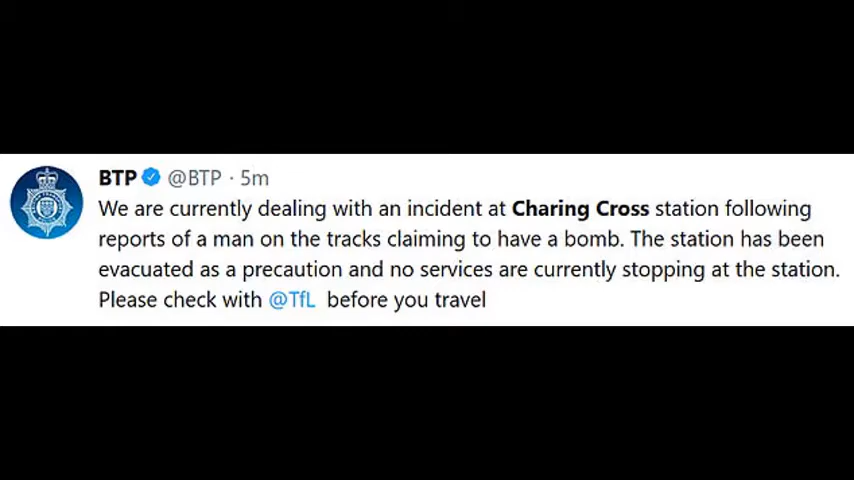 BTP @BTP · 5m
We are currently dealing with an incident at Charing Cross station following
reports of a man on the tracks claiming to have a bomb. The station has been
evacuated as a precaution and no services are currently stopping at the station.
Please check with @TfL before you travel